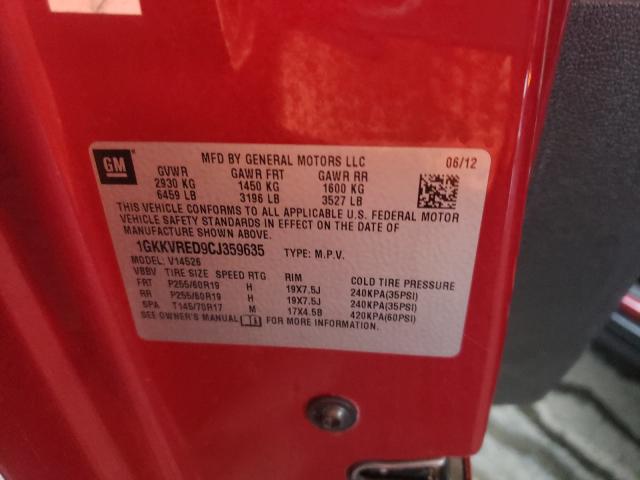 GM
MFD BY GENERAL MOTORS LLC 06/12
GVWR GAWR FRT GAWR RR
2930 KG 1450 KG 1600 KG
6459 LB 3196 LB 3527 LB
THIS VEHICLE CONFORMS TO ALL APPLICABLE U.S. FEDERAL MOTOR
VEHICLE SAFETY STANDARDS IN EFFECT ON THE DATE OF
MANUFACTURE SHOWN ABOVE.
1GKKVRED9CJ359635 TYPE: M.P.V.
MODEL: V14526
VBBV TIRE SIZE SPEED RTG RIM COLD TIRE PRESSURE
FRT P255/60R19 H 19X7.5J 240KPA(35PSI)
RR P255/60R19 H 19X7.5J 240KPA(35PSI)
SPA T145/70R17 M 17X4.5B 420KPA(60PSI)
SEE OWNER'S MANUAL FOR MORE INFORMATION